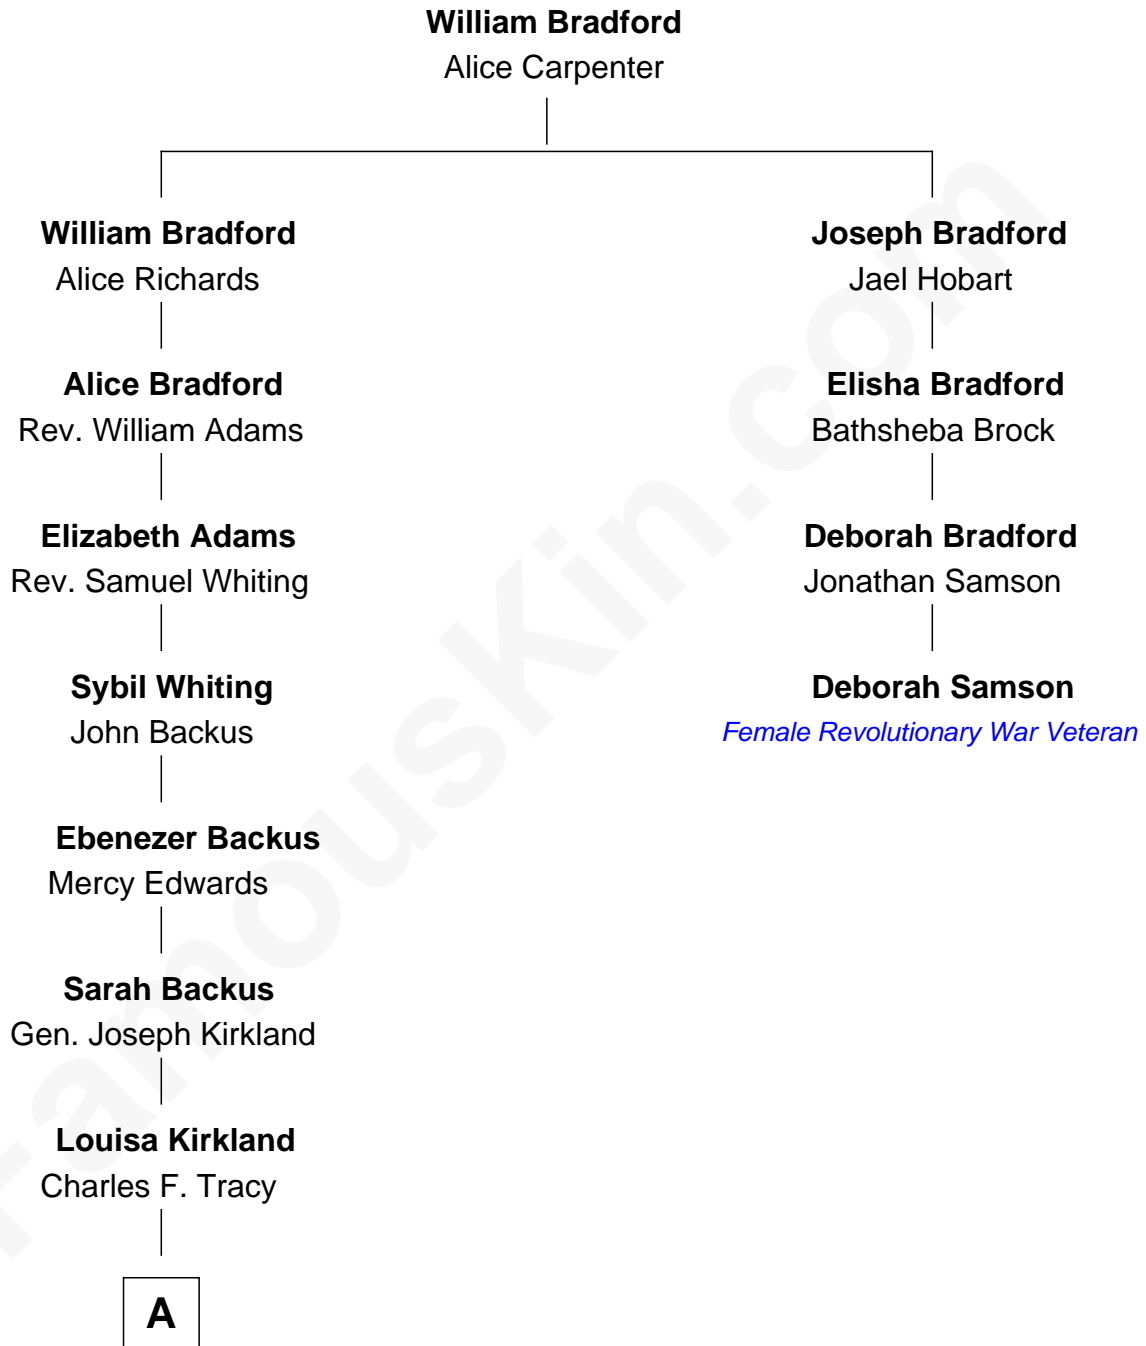 William Bradford
Alice Carpenter
William Bradford
Alice Richards
Joseph Bradford
Jael Hobart
Alice Bradford
Rev. William Adams
Elisha Bradford
Bathsheba Brock
Elizabeth Adams
Rev. Samuel Whiting
Deborah Bradford
Jonathan Samson
Sybil Whiting
John Backus
Deborah Samson
Female Revolutionary War Veteran
Ebenezer Backus
Mercy Edwards
Sarah Backus
Gen. Joseph Kirkland
Louisa Kirkland
Charles F. Tracy
A
FamousKin.com